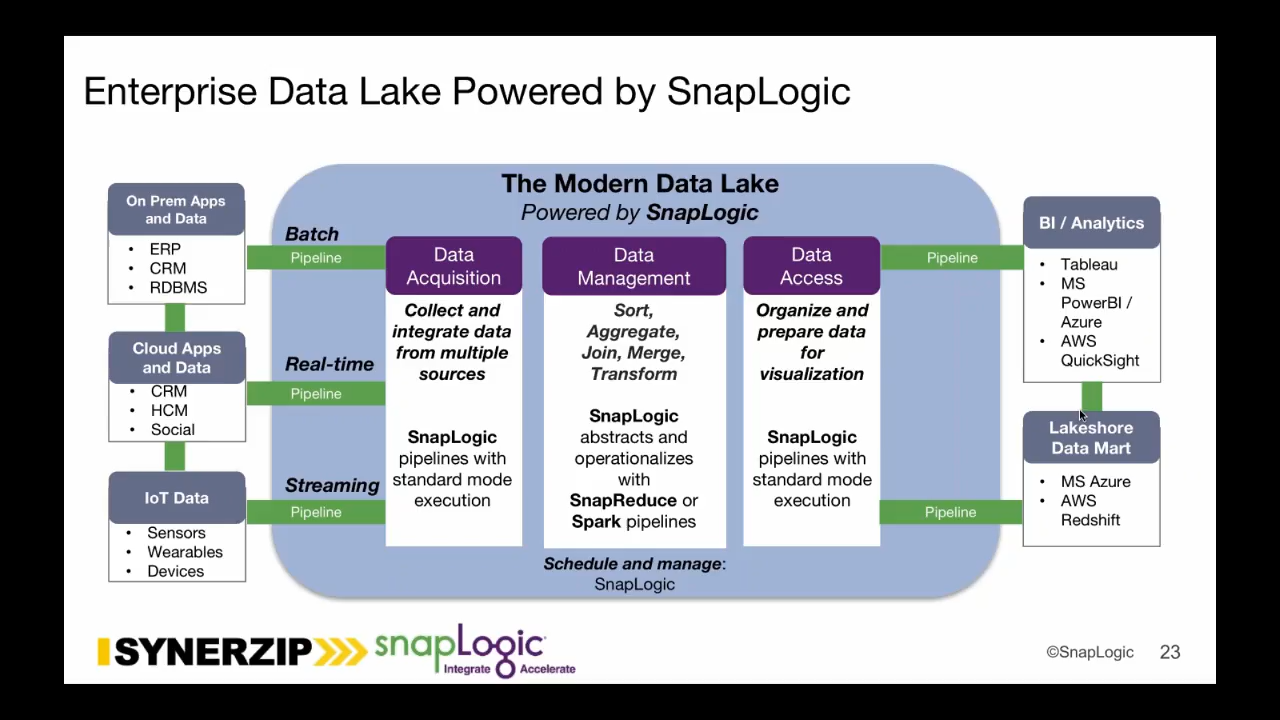 Enterprise Data Lake Powered by SnapLogic
On Prem Apps
and Data
• ERP
• CRM
• RDBMS
Cloud Apps
and Data
• CRM
• HCM
• Social
IoT Data
• Sensors
• Wearables
• Devices
The Modern Data Lake
Powered by SnapLogic
Batch
Pipeline
Real-time
Pipeline
Streaming
Pipeline
Data
Acquisition
Collect and
integrate data
from multiple
sources
SnapLogic
pipelines with
standard mode
execution
Data
Management
Sort,
Aggregate,
Join, Merge,
Transform
SnapLogic
abstracts and
operationalizes
with
SnapReduce or
Spark pipelines
Data
Access
Organize and
prepare data
for
visualization
SnapLogic
pipelines with
standard mode
execution
Schedule and manage:
SnapLogic
Pipeline
Pipeline
BI / Analytics
• Tableau
• MS
PowerBI /
Azure
• AWS
QuickSight
Lakeshore
Data Mart
• MS Azure
• AWS
Redshift
SYNERZIP
snapLogic
Integrate Accelerate
©SnapLogic 23